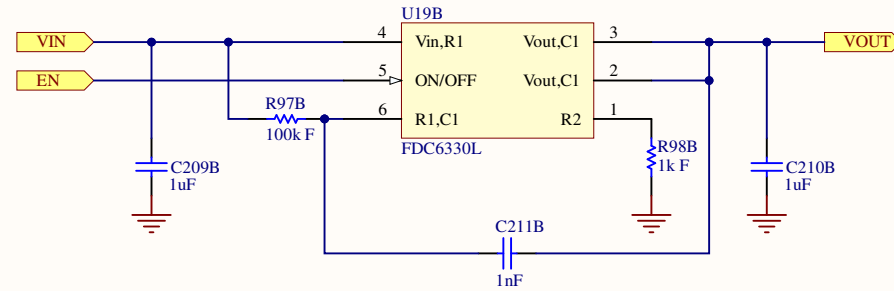 U19B
VIN
4
Vin,R1
Vout,C1
3
VOUT
EN
5
ON/OFF
Vout,C1
2
R97B
100k F
6
R1,C1
R2
1
FDC6330L
R98B
1k F
C209B
1uF
C210B
1uF
C211B
1nF